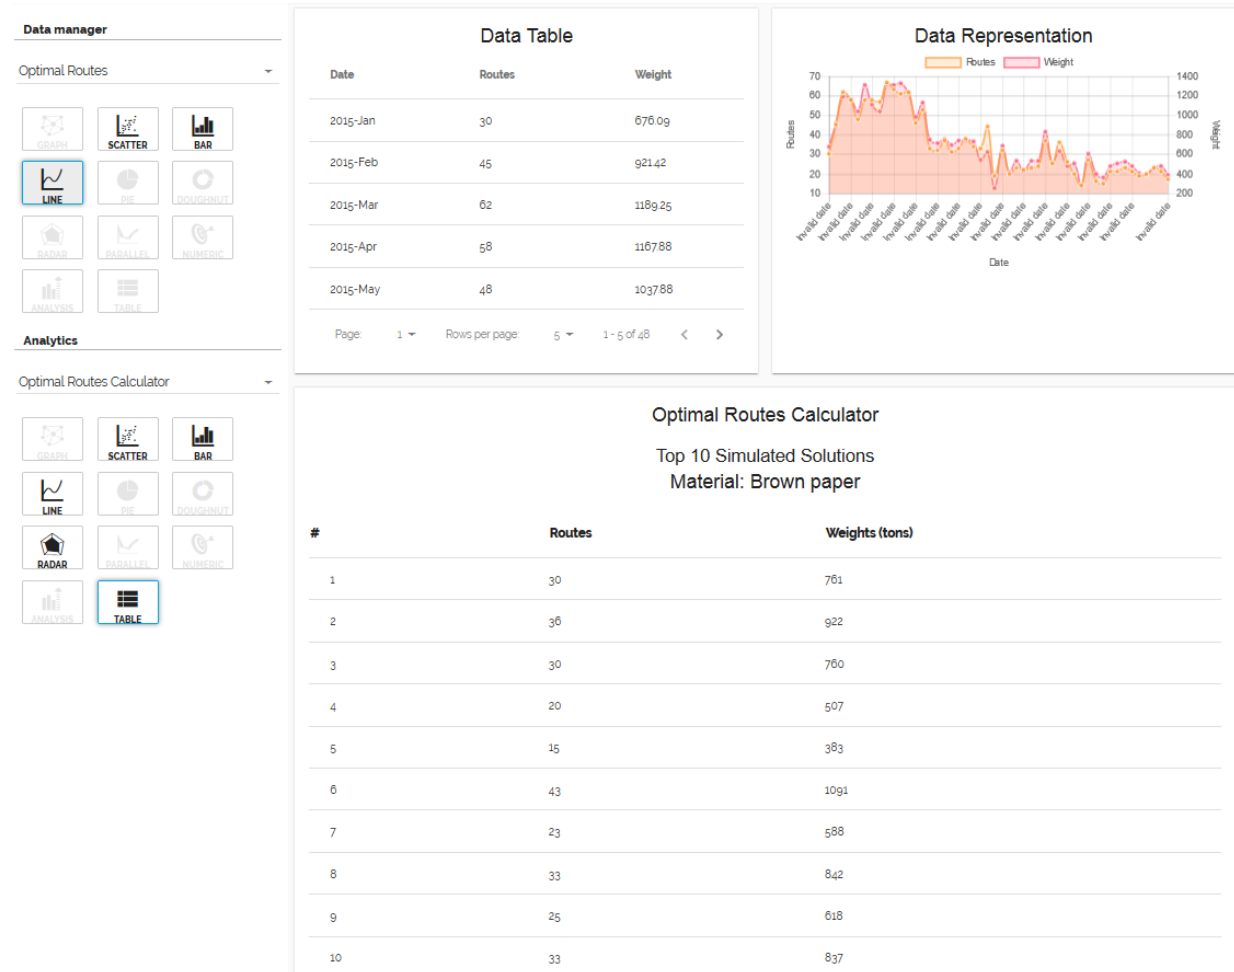 Data manager
Optimal Routes
GRAPH SCATTER BAR
LINE PIE DOUGHNUT
RADAR PARALLEL NUMERIC
ANALYSIS TABLE
Analytics
Optimal Routes Calculator
GRAPH SCATTER BAR
LINE PIE DOUGHNUT
RADAR PARALLEL NUMERIC
ANALYSIS TABLE
Data Table
Date Routes Weight
2015-Jan 30 676.09
2015-Feb 45 921.42
2015-Mar 62 1189.25
2015-Apr 58 1167.88
2015-May 48 1037.88
Page: 1 Rows per page: 5 1 - 5 of 48
Data Representation
Routes Weight
70 1400
60 1200
50 1000
40 800
30 600
20 400
10 200
Routes
Weight
Invalid date Invalid date Invalid date Invalid date Invalid date Invalid date Invalid date Invalid date Invalid date Invalid date Invalid date Invalid date Invalid date Invalid date Invalid date Invalid date
Date
Optimal Routes Calculator
Top 10 Simulated Solutions
Material: Brown paper
# Routes Weights (tons)
1 30 761
2 36 922
3 30 760
4 20 507
5 15 383
6 43 1091
7 23 588
8 33 842
9 25 618
10 33 837